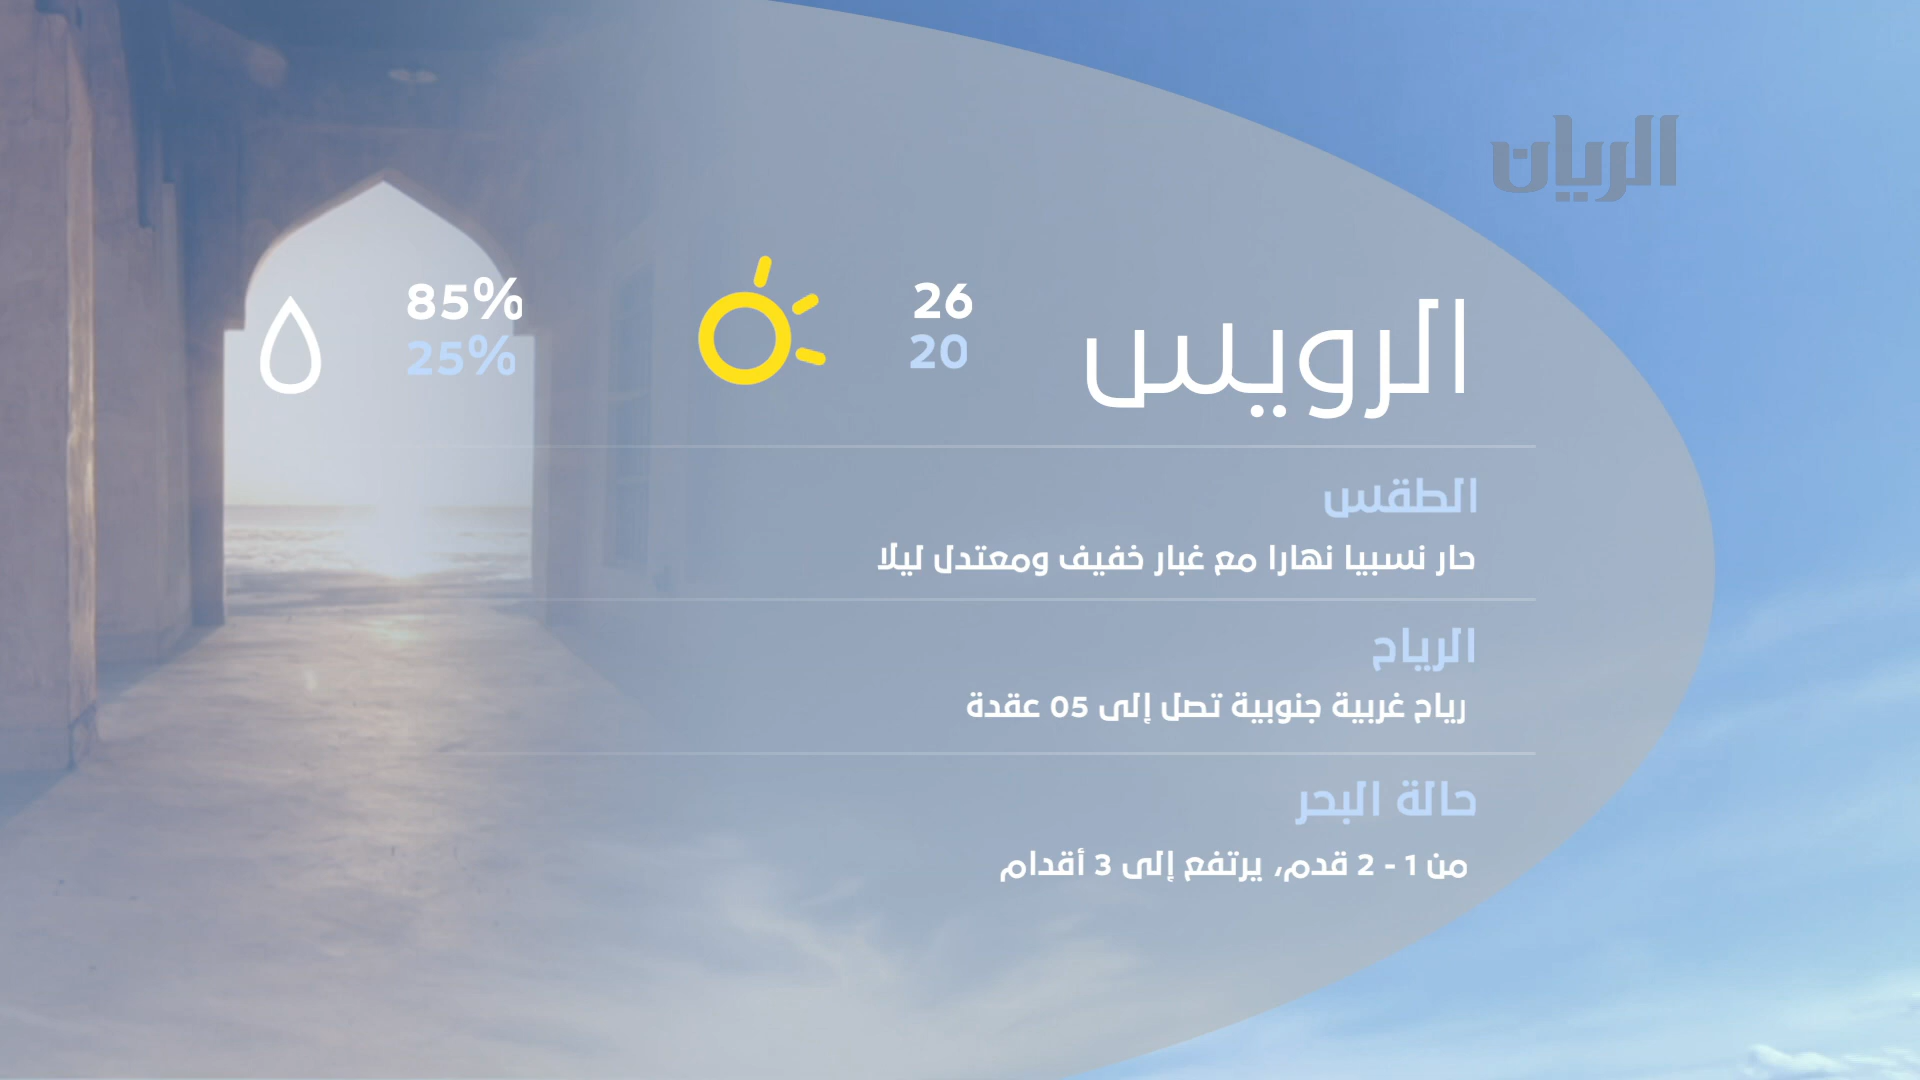 الريان
الرويس
26
20
85%
25%
الطقس
حار نسبيا نهارا مع غبار خفيف ومعتدل ليلا
الرياح
رياح غربية جنوبية تصل إلى 05 عقدة
حالة البحر
من 1 - 2 قدم، يرتفع إلى 3 أقدام